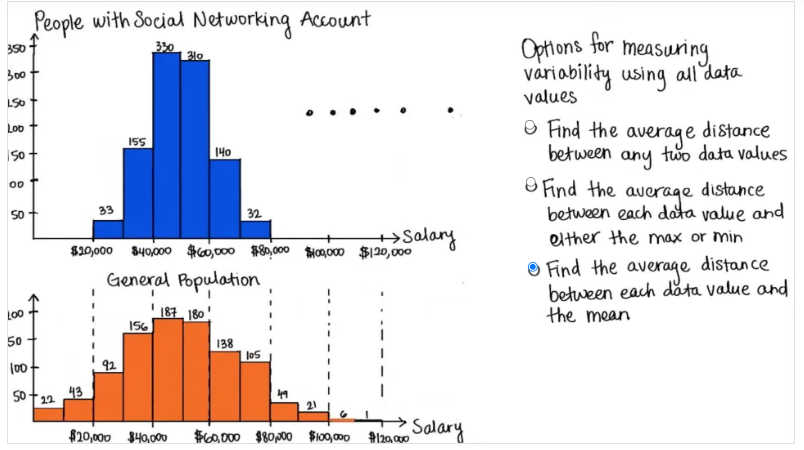 People with Social Networking Account
350
300
250
200
150
100
50
33
155
330
310
140
32
Salary
$20,000 $40,000 $60,000 $80,000 $100,000 $120,000
General Population
200
150
100
50
22
43
92
156
187
180
138
105
49
21
6
1
Salary
$20,000 $40,000 $60,000 $80,000 $100,000 $120,000
Options for measuring
variability using all data
values
Find the average distance
between any two data values
Find the average distance
between each data value and
either the max or min
Find the average distance
between each data value and
the mean